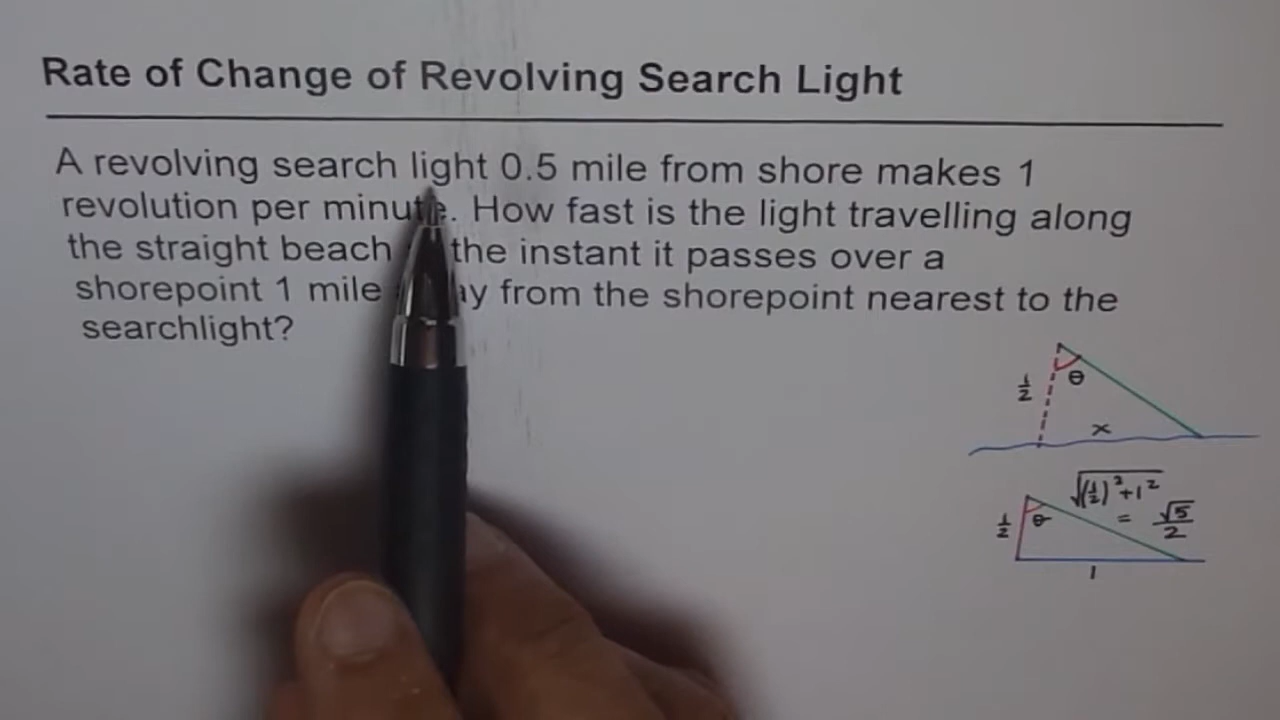 Rate of Change of Revolving Search Light
A revolving search light 0.5 mile from shore makes 1
revolution per minute. How fast is the light travelling along
the straight beach the instant it passes over a
shorepoint 1 mile from the shorepoint nearest to the
searchlight?
θ
1/2
x
√(1/2)²+1²
1/2 θ = √5/2
1